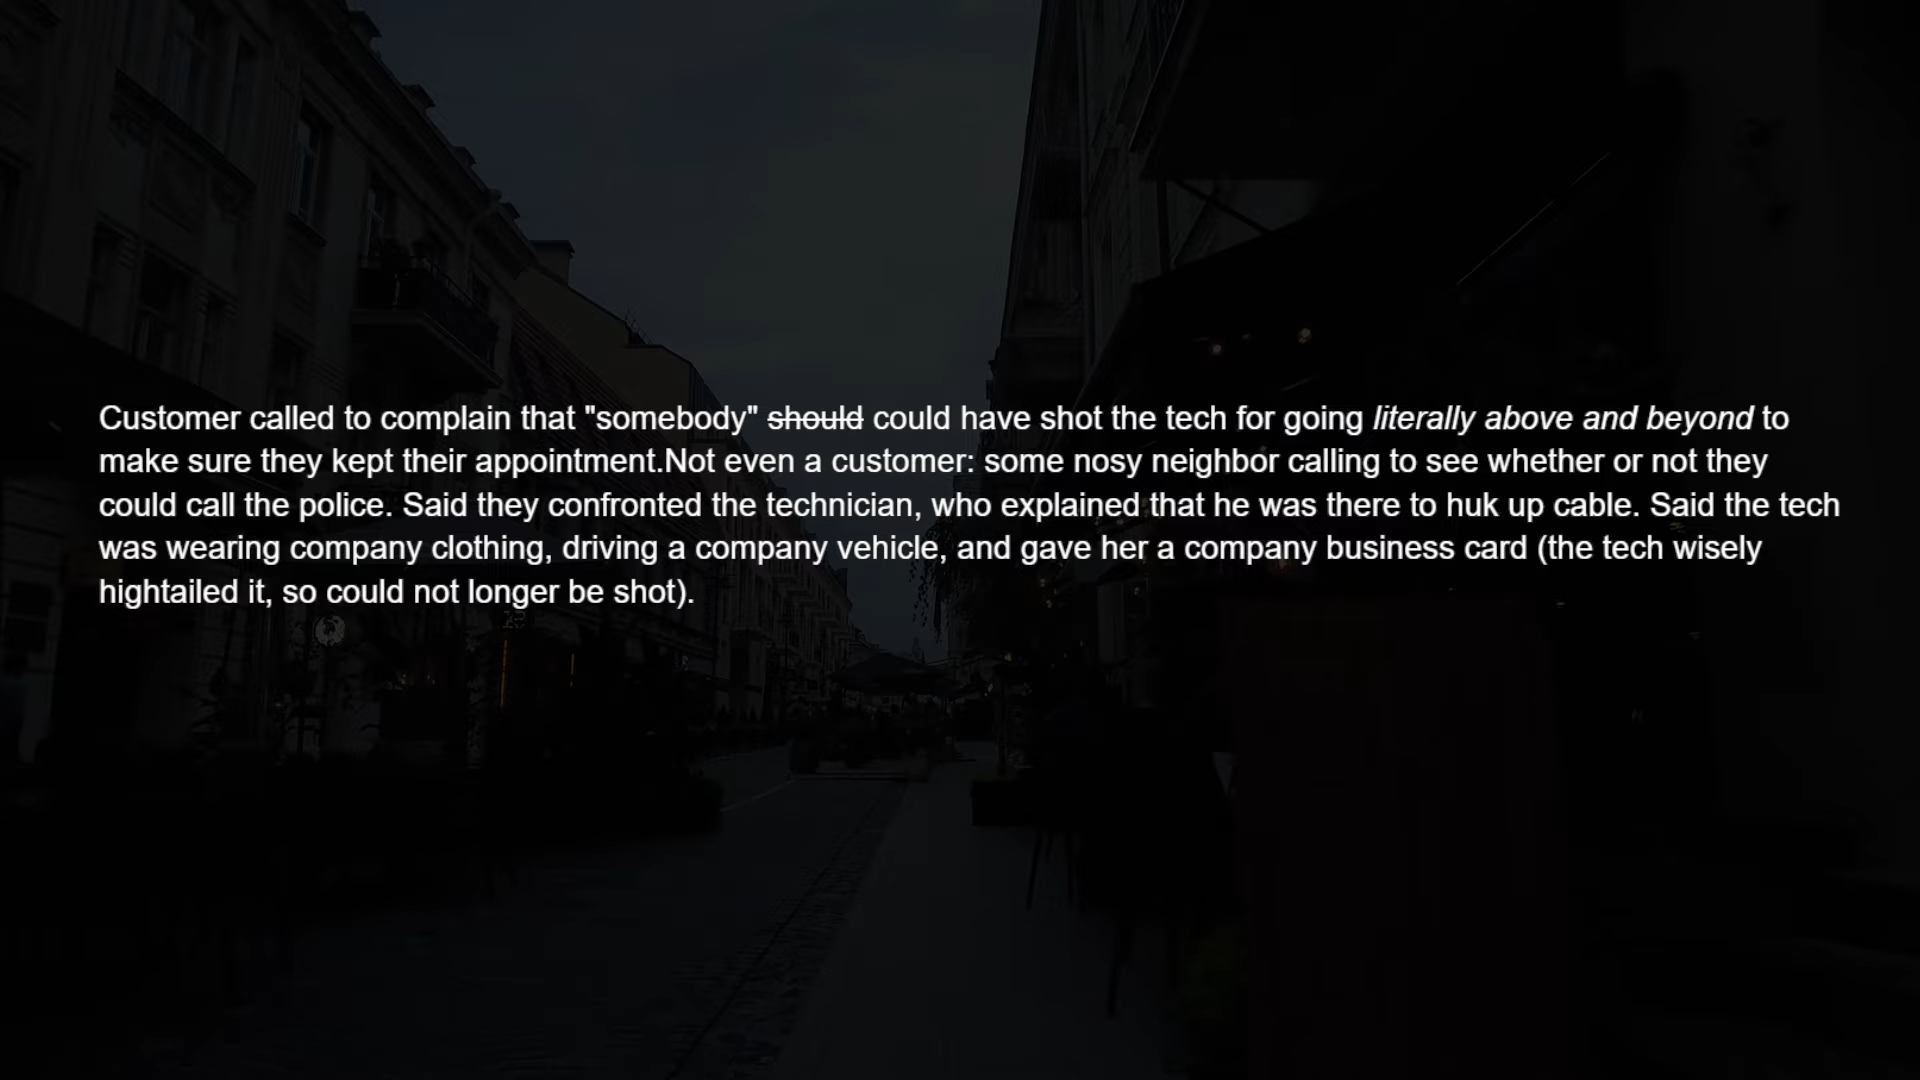 Customer called to complain that "somebody" should could have shot the tech for going literally above and beyond to
make sure they kept their appointment.Not even a customer: some nosy neighbor calling to see whether or not they
could call the police. Said they confronted the technician, who explained that he was there to huk up cable. Said the tech
was wearing company clothing, driving a company vehicle, and gave her a company business card (the tech wisely
hightailed it, so could not longer be shot).